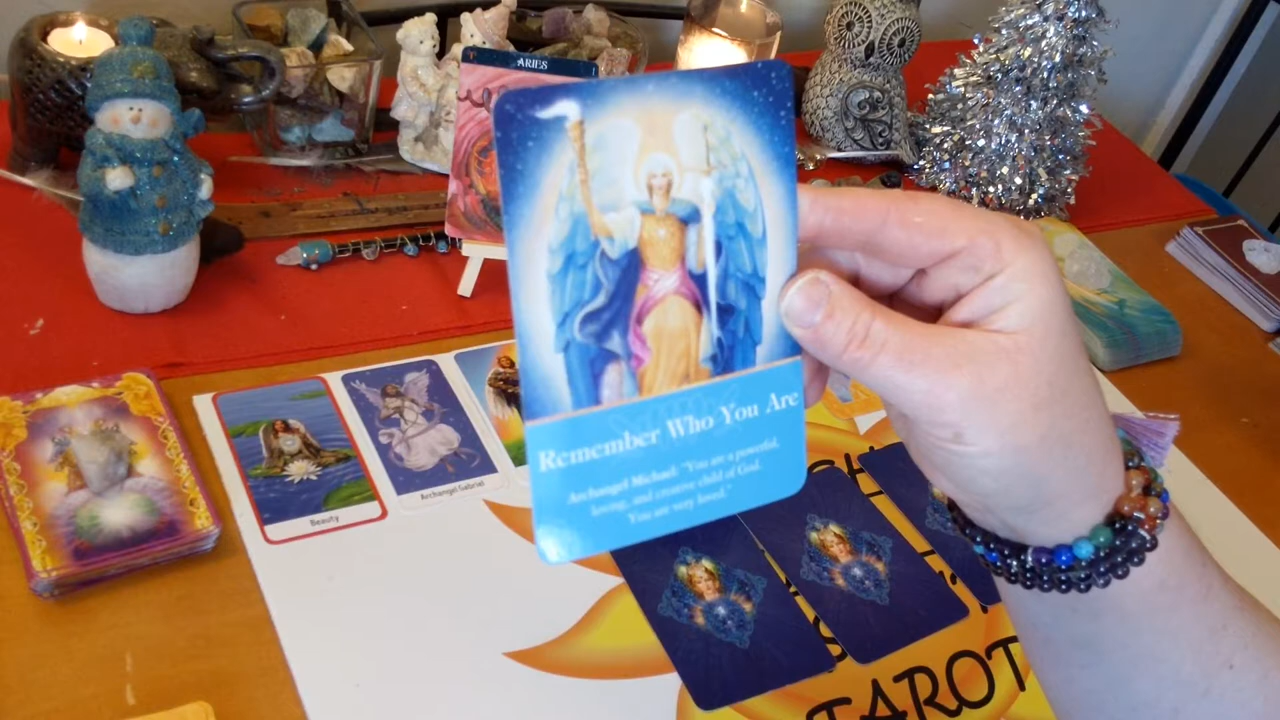 ARIES
Remember Who You Are
Archangel Michael: "You are a powerful,
loving, and creative child of God.
You are very loved."
Beauty
Archangel Gabriel
TAROT